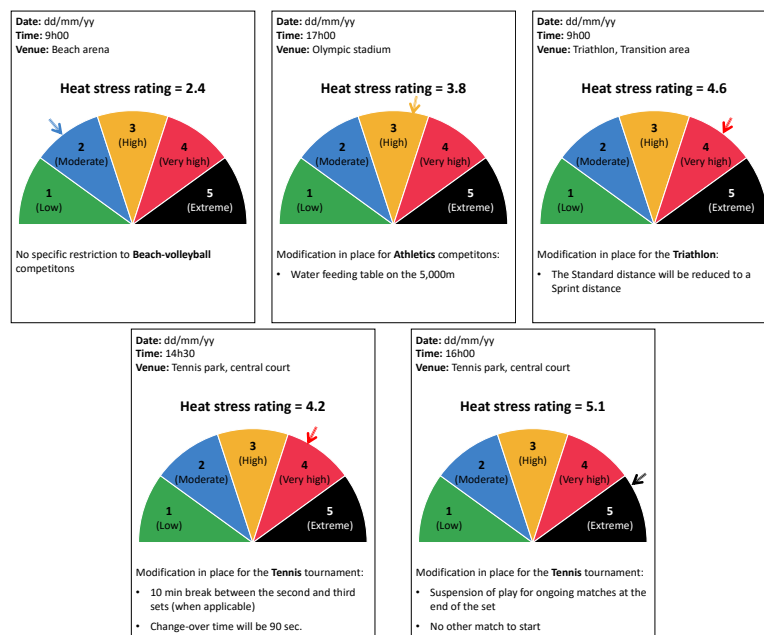 Date: dd/mm/yy
Time: 9h00
Venue: Beach arena
Heat stress rating = 2.4
1
(Low)
2
(Moderate)
3
(High)
4
(Very high)
5
(Extreme)
No specific restriction to Beach-volleyball
competitons
Date: dd/mm/yy
Time: 17h00
Venue: Olympic stadium
Heat stress rating = 3.8
1
(Low)
2
(Moderate)
3
(High)
4
(Very high)
5
(Extreme)
Modification in place for Athletics competitons:
• Water feeding table on the 5,000m
Date: dd/mm/yy
Time: 9h00
Venue: Triathlon, Transition area
Heat stress rating = 4.6
1
(Low)
2
(Moderate)
3
(High)
4
(Very high)
5
(Extreme)
Modification in place for the Triathlon:
• The Standard distance will be reduced to a
Sprint distance
Date: dd/mm/yy
Time: 14h30
Venue: Tennis park, central court
Heat stress rating = 4.2
1
(Low)
2
(Moderate)
3
(High)
4
(Very high)
5
(Extreme)
Modification in place for the Tennis tournament:
• 10 min break between the second and third
sets (when applicable)
• Change-over time will be 90 sec.
Date: dd/mm/yy
Time: 16h00
Venue: Tennis park, central court
Heat stress rating = 5.1
1
(Low)
2
(Moderate)
3
(High)
4
(Very high)
5
(Extreme)
Modification in place for the Tennis tournament:
• Suspension of play for ongoing matches at the
end of the set
• No other match to start